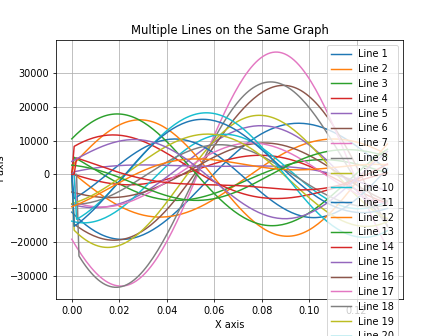 Multiple Lines on the Same Graph
30000
20000
10000
0
−10000
−20000
−30000
0.00
0.02
0.04
0.06
0.08
0.10
X axis
Line 1
Line 2
Line 3
Line 4
Line 5
Line 6
Line 7
Line 8
Line 9
Line 10
Line 11
Line 12
Line 13
Line 14
Line 15
Line 16
Line 17
Line 18
Line 19
Line 20